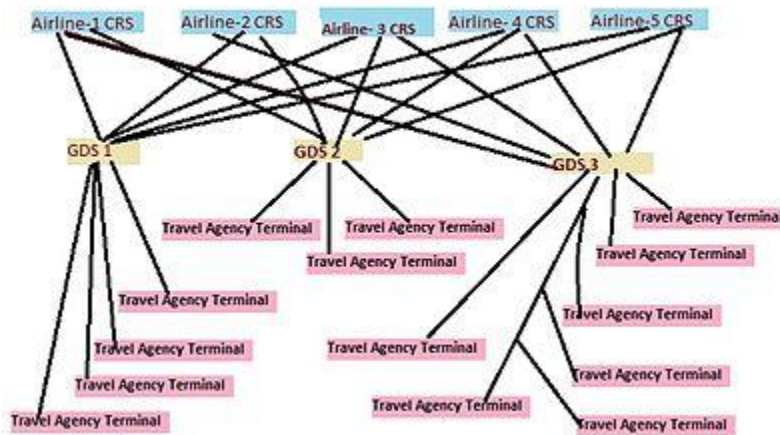 Airline-1 CRS
Airline-2 CRS
Airline- 3 CRS
Airline- 4 CRS
Airline-5 CRS
GDS 1
GDS 2
GDS 3
Travel Agency Terminal
Travel Agency Terminal
Travel Agency Terminal
Travel Agency Terminal
Travel Agency Terminal
Travel Agency Terminal
Travel Agency Terminal
Travel Agency Terminal
Travel Agency Terminal
Travel Agency Terminal
Travel Agency Terminal
Travel Agency Terminal
Travel Agency Terminal
Travel Agency Terminal